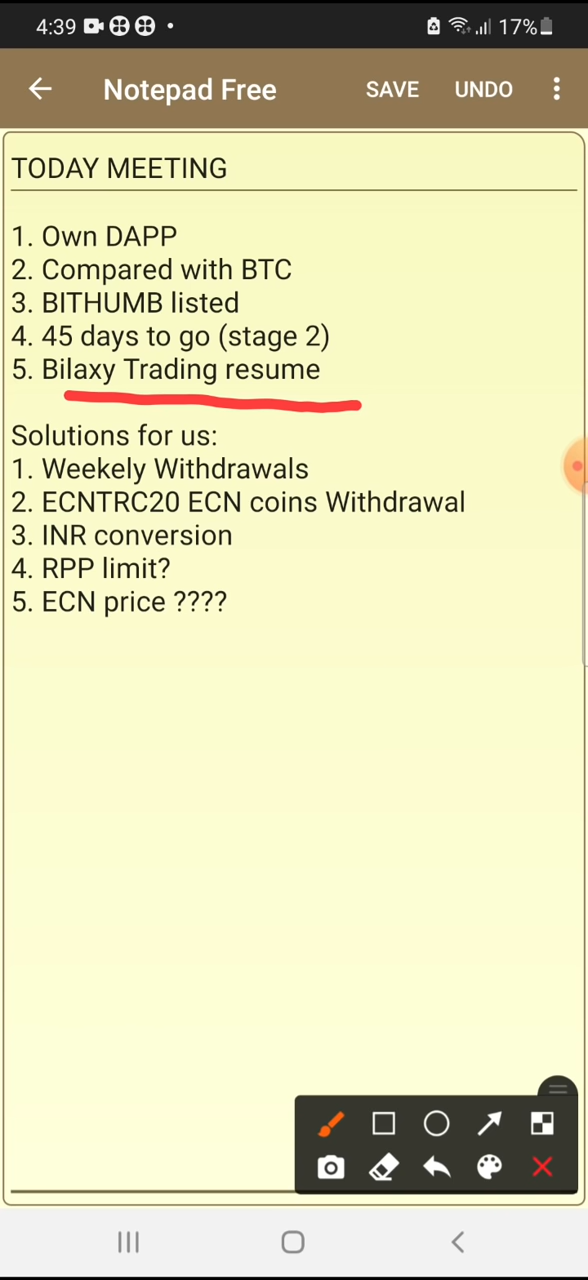 4:39
17%
Notepad Free SAVE UNDO
TODAY MEETING
1. Own DAPP
2. Compared with BTC
3. BITHUMB listed
4. 45 days to go (stage 2)
5. Bilaxy Trading resume
Solutions for us:
1. Weekely Withdrawals
2. ECNTRC20 ECN coins Withdrawal
3. INR conversion
4. RPP limit?
5. ECN price ????